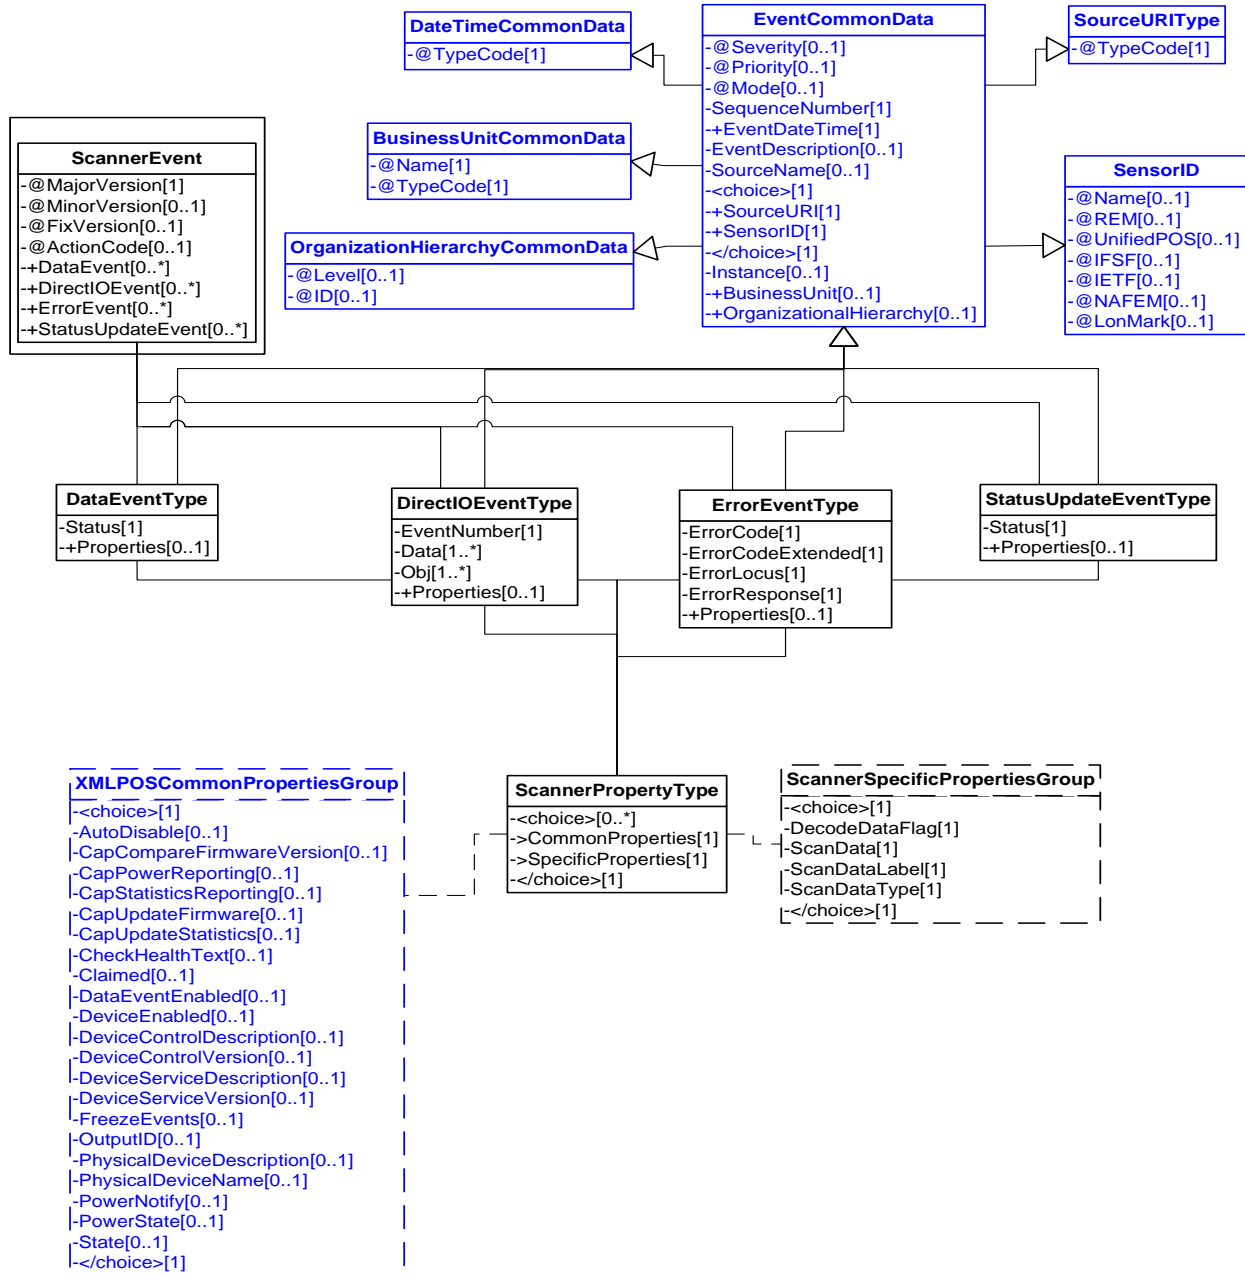 DateTimeCommonData
-@TypeCode[1]
EventCommonData
-@Severity[0..1]
-@Priority[0..1]
-@Mode[0..1]
-SequenceNumber[1]
-+EventDateTime[1]
-EventDescription[0..1]
-SourceName[0..1]
-<choice>[1]
-+SourceURI[1]
-+SensorID[1]
-</choice>[1]
-Instance[0..1]
-+BusinessUnit[0..1]
-+OrganizationalHierarchy[0..1]
SourceURIType
-@TypeCode[1]
BusinessUnitCommonData
-@Name[1]
-@TypeCode[1]
ScannerEvent
-@MajorVersion[1]
-@MinorVersion[0..1]
-@FixVersion[0..1]
-@ActionCode[0..1]
-+DataEvent[0..*]
-+DirectIOEvent[0..*]
-+ErrorEvent[0..*]
-+StatusUpdateEvent[0..*]
OrganizationHierarchyCommonData
-@Level[0..1]
-@ID[0..1]
SensorID
-@Name[0..1]
-@REM[0..1]
-@UnifiedPOS[0..1]
-@IFSF[0..1]
-@IETF[0..1]
-@NAFEM[0..1]
-@LonMark[0..1]
DataEventType
-Status[1]
-+Properties[0..1]
DirectIOEventType
-EventNumber[1]
-Data[1..*]
-Obj[1..*]
-+Properties[0..1]
ErrorEventType
-ErrorCode[1]
-ErrorCodeExtended[1]
-ErrorLocus[1]
-ErrorResponse[1]
-+Properties[0..1]
StatusUpdateEventType
-Status[1]
-+Properties[0..1]
XMLPOSCommonPropertiesGroup
-<choice>[1]
-AutoDisable[0..1]
-CapCompareFirmwareVersion[0..1]
-CapPowerReporting[0..1]
-CapStatisticsReporting[0..1]
-CapUpdateFirmware[0..1]
-CapUpdateStatistics[0..1]
-CheckHealthText[0..1]
-Claimed[0..1]
-DataEventEnabled[0..1]
-DeviceEnabled[0..1]
-DeviceControlDescription[0..1]
-DeviceControlVersion[0..1]
-DeviceServiceDescription[0..1]
-DeviceServiceVersion[0..1]
-FreezeEvents[0..1]
-OutputID[0..1]
-PhysicalDeviceDescription[0..1]
-PhysicalDeviceName[0..1]
-PowerNotify[0..1]
-PowerState[0..1]
-State[0..1]
-</choice>[1]
ScannerPropertyType
-<choice>[0..*]
->CommonProperties[1]
->SpecificProperties[1]
-</choice>[1]
ScannerSpecificPropertiesGroup
-<choice>[1]
-DecodeDataFlag[1]
-ScanData[1]
-ScanDataLabel[1]
-ScanDataType[1]
-</choice>[1]